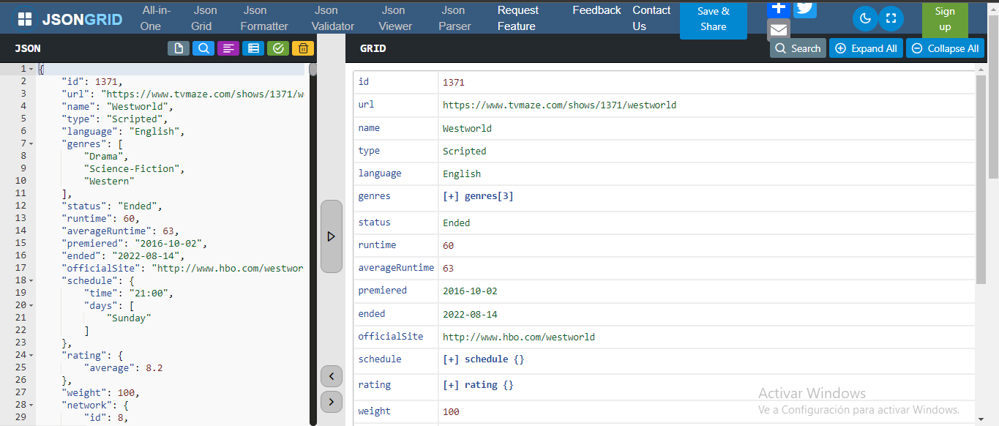 JSONGRID
All-in-One
Json Grid
Json Formatter
Json Validator
Json Viewer
Json Parser
Request Feature
Feedback
Contact Us
Save & Share
Sign up
JSON
GRID
Search
Expand All
Collapse All
1 {
2 "id": 1371,
3 "url": "https://www.tvmaze.com/shows/1371/w
4 "name": "Westworld",
5 "type": "Scripted",
6 "language": "English",
7 "genres": [
8 "Drama",
9 "Science-Fiction",
10 "Western"
11 ],
12 "status": "Ended",
13 "runtime": 60,
14 "averageRuntime": 63,
15 "premiered": "2016-10-02",
16 "ended": "2022-08-14",
17 "officialSite": "http://www.hbo.com/westwor
18 "schedule": {
19 "time": "21:00",
20 "days": [
21 "Sunday"
22 ]
23 },
24 "rating": {
25 "average": 8.2
26 },
27 "weight": 100,
28 "network": {
29 "id": 8,
id 1371
url https://www.tvmaze.com/shows/1371/westworld
name Westworld
type Scripted
language English
genres [+] genres[3]
status Ended
runtime 60
averageRuntime 63
premiered 2016-10-02
ended 2022-08-14
officialSite http://www.hbo.com/westworld
schedule [+] schedule {}
rating [+] rating {}
weight 100
Activar Windows
Ve a Configuración para activar Windows.